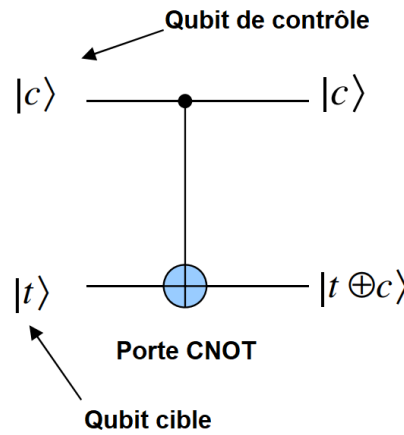 Qubit de contrôle
|c⟩ |c⟩
|t⟩ |t ⊕c⟩
Porte CNOT
Qubit cible